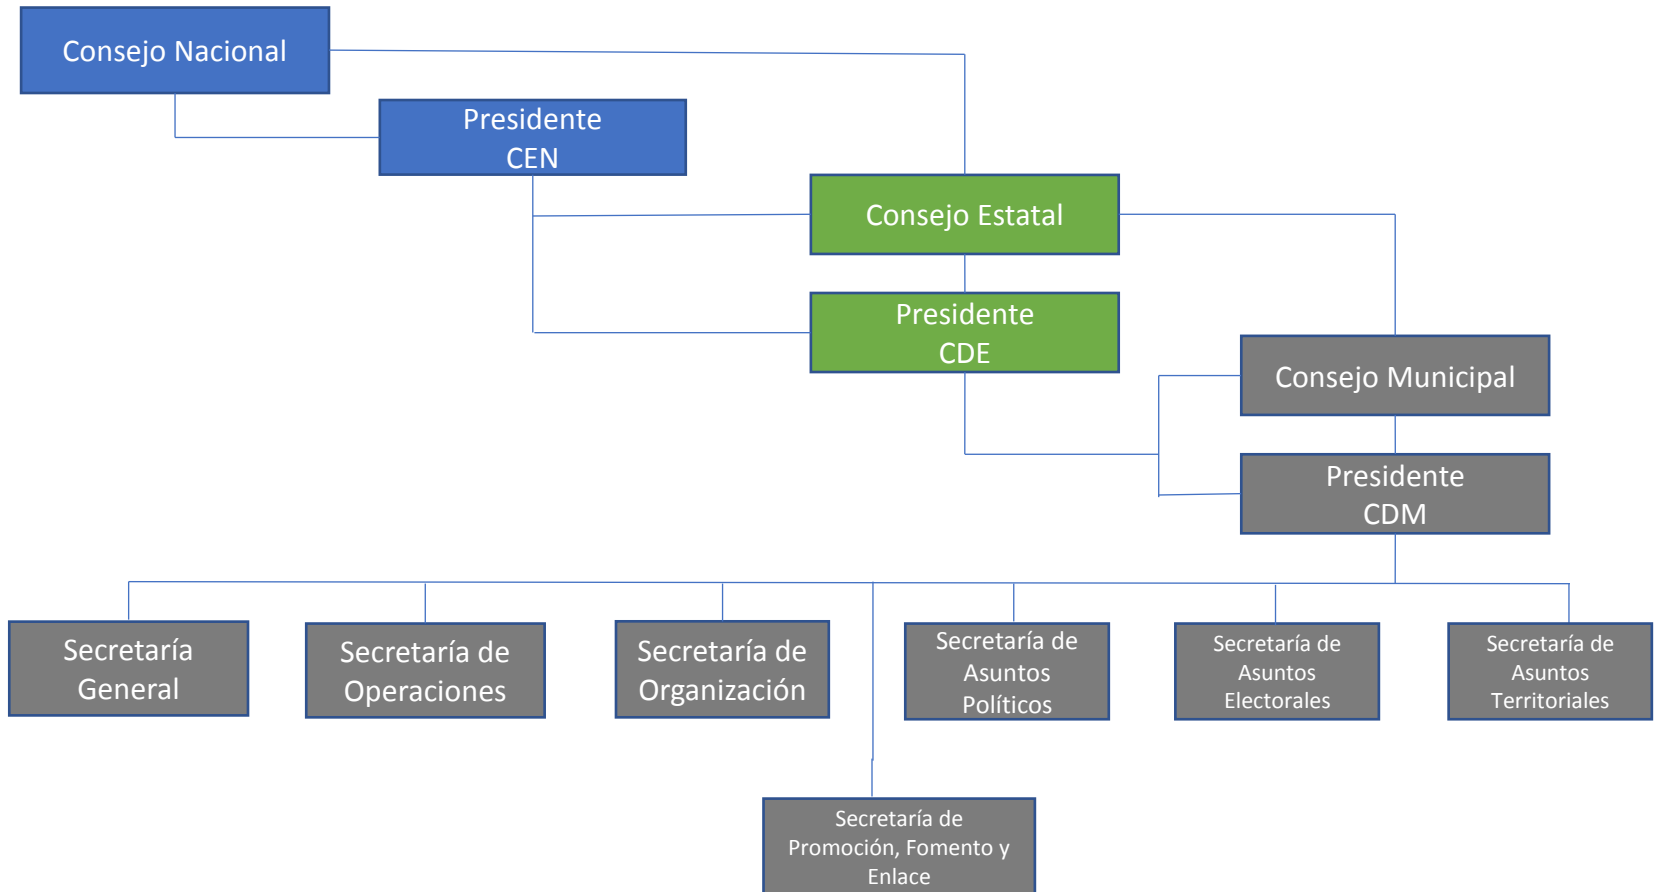 Consejo Nacional
Presidente
CEN
Consejo Estatal
Presidente
CDE
Consejo Municipal
Presidente
CDM
Secretaría
General
Secretaría de
Operaciones
Secretaría de
Organización
Secretaría de
Asuntos
Políticos
Secretaría de
Asuntos
Electorales
Secretaría de
Asuntos
Territoriales
Secretaría de
Promoción, Fomento y
Enlace